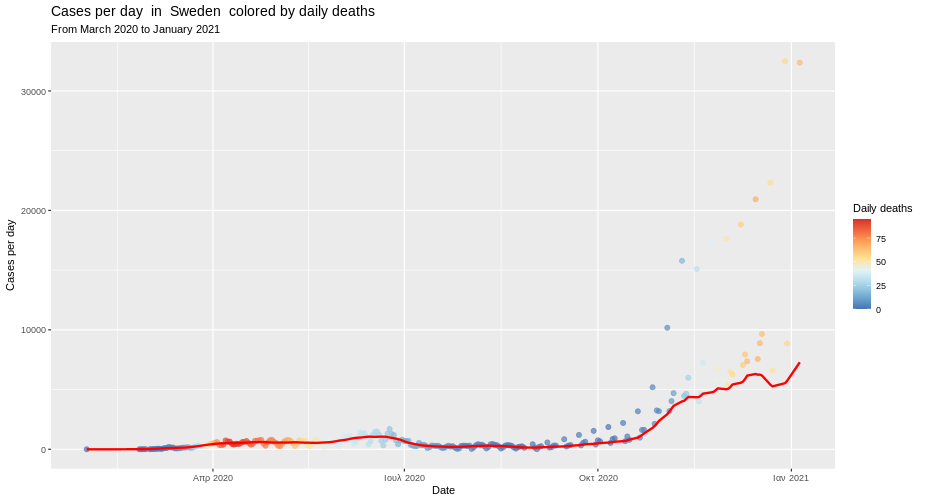 Cases per day  in  Sweden  colored by daily deaths
From March 2020 to January 2021
Cases per day
30000
20000
10000
0
Απρ 2020
Ιουλ 2020
Οκτ 2020
Ιαν 2021
Date
Daily deaths
75
50
25
0